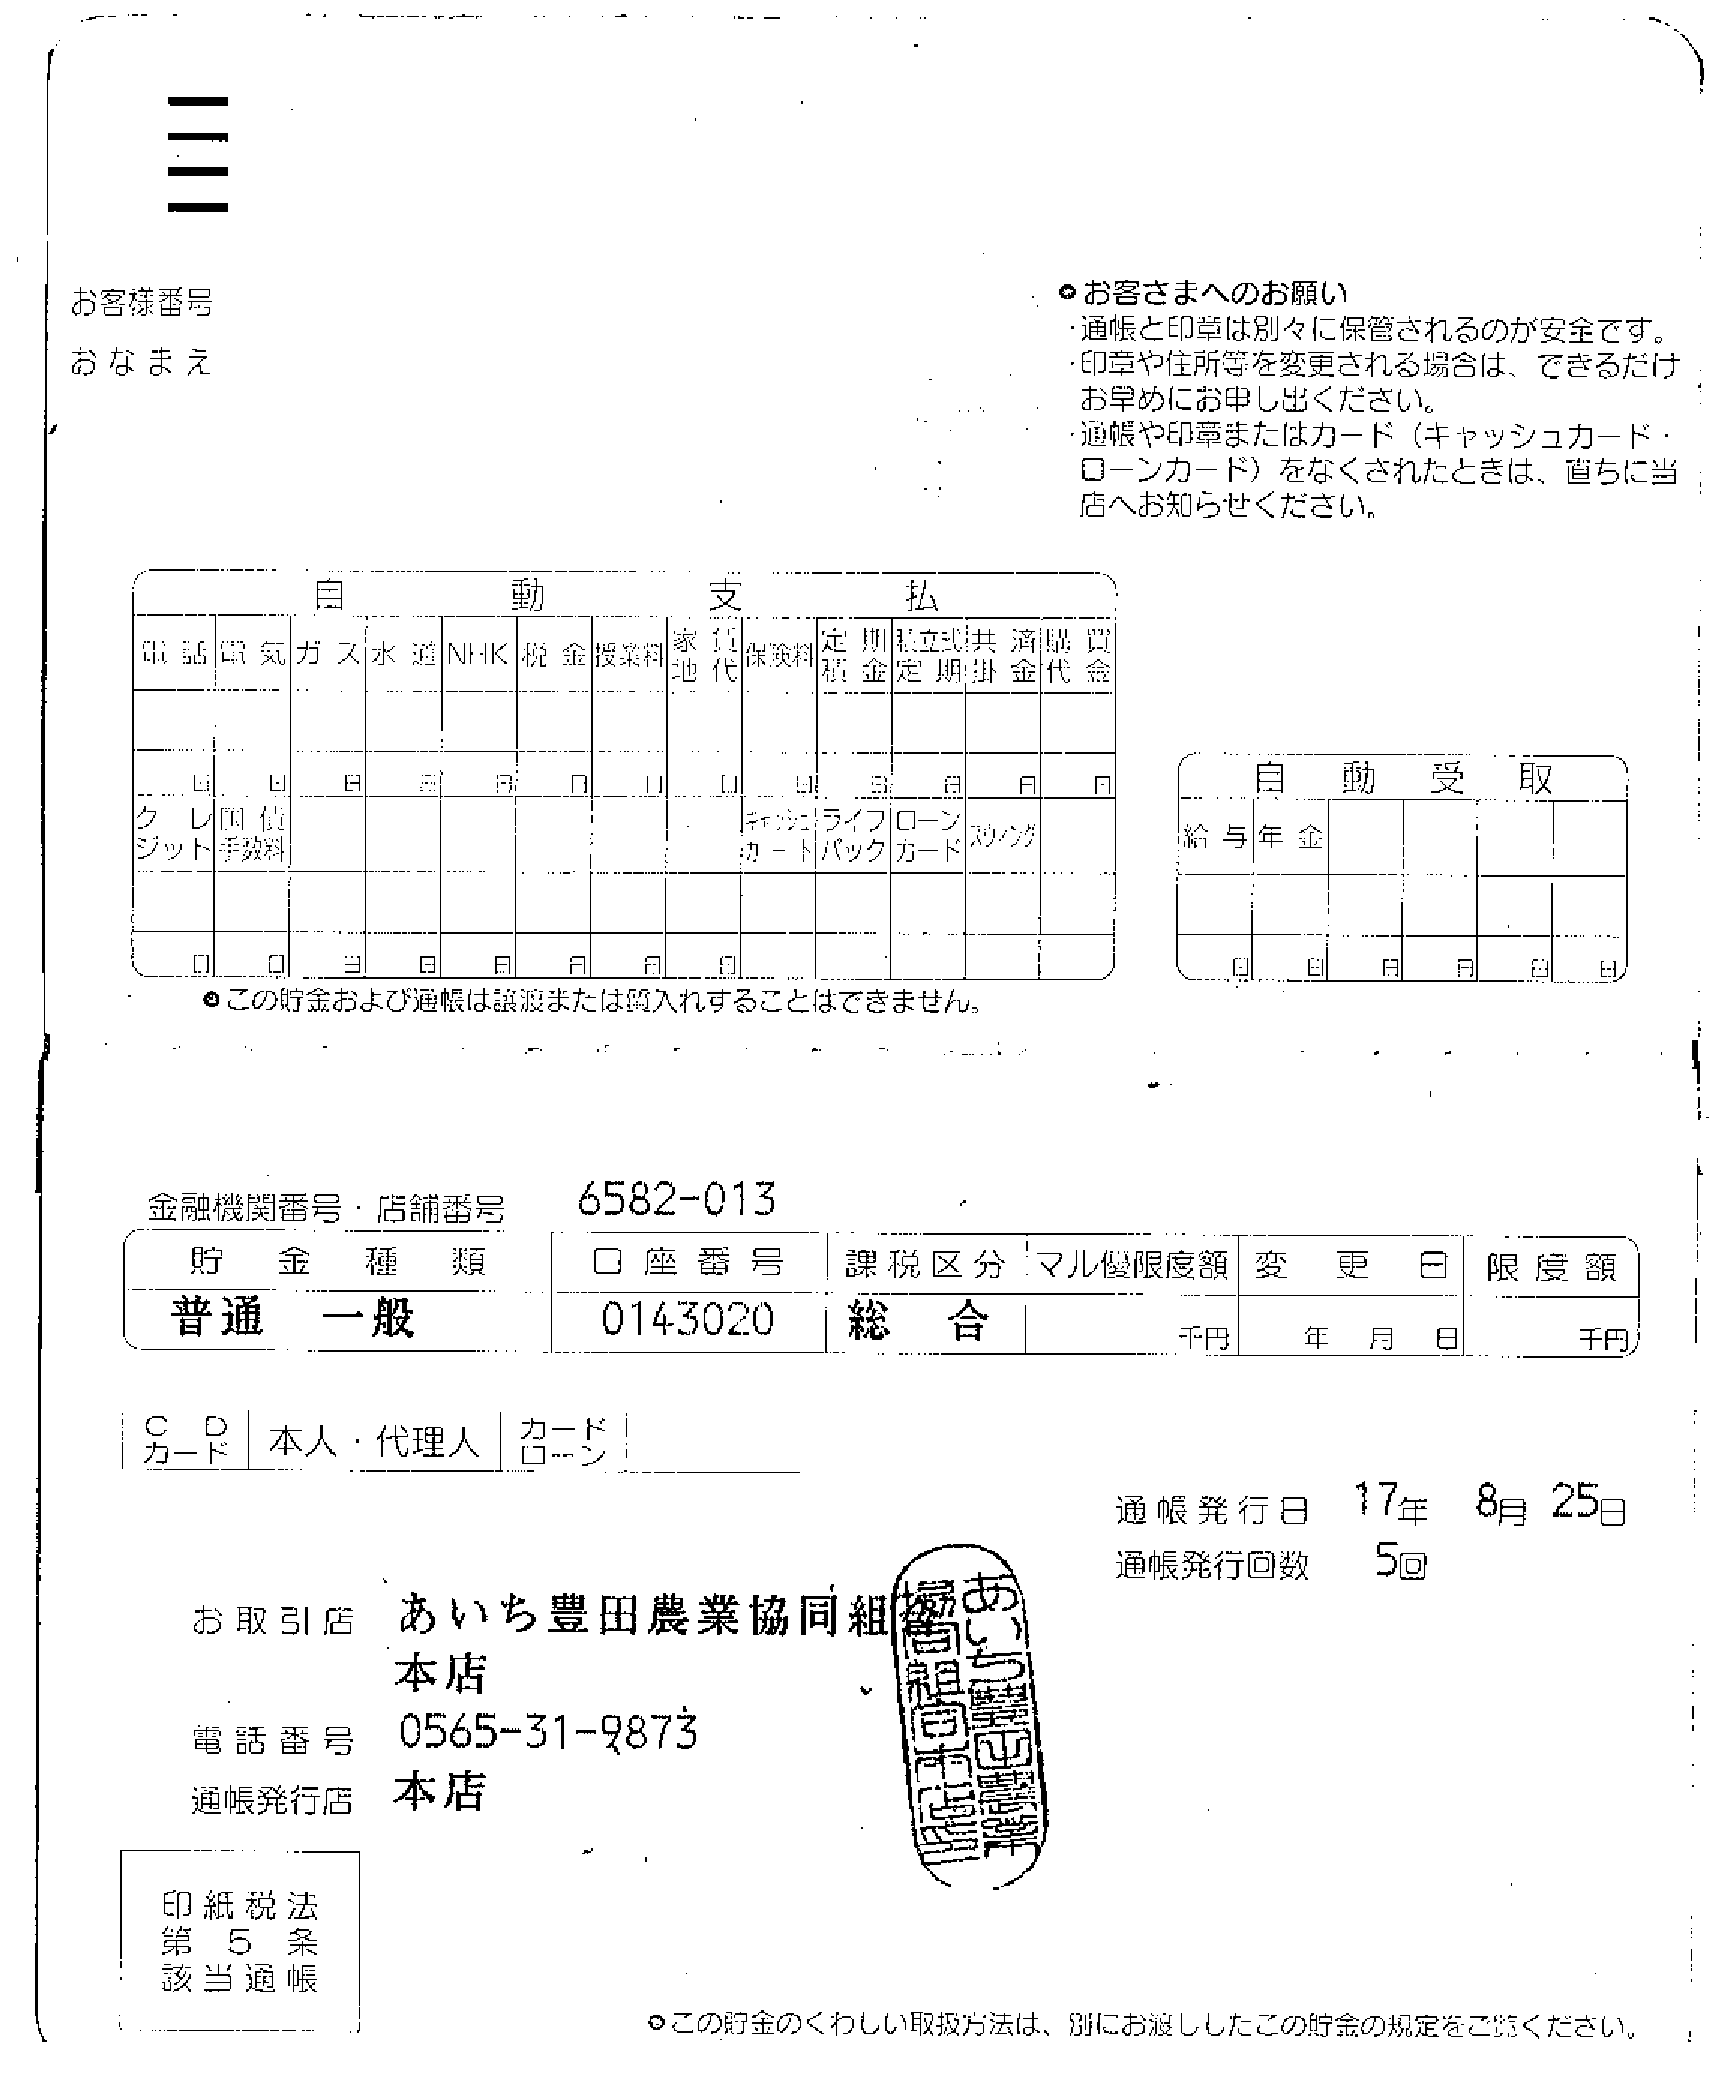 お客様番号
おなまえ
お客さまへのお願い
・通帳と印章は別々に保管されるのが安全です。
・印章や住所等を変更される場合は、できるだけ
お早めにお申し出ください。
・通帳や印章またはカード（キャッシュカード・
ローンカード）をなくされたときは、直ちに当
店へお知らせください。
自動支払
電話 電気 ガス 水道 NHK 税金 授業料 家賃地代 保険料 定期積金 積立式定期 共済掛金 購買代金
日 日 日 日 日 日 日 日 日 日 日 日 日
クレジット 国債手数料 キャッシュカード ライフパック ローンカード スウィング
日 日 日 日 日 日 日 日
自動受取
給与 年金
日 日 日 日 日 日
この貯金および通帳は譲渡または質入れすることはできません。
金融機関番号・店舗番号 6582-013
貯金種類 口座番号 課税区分 マル優限度額 変更日 限度額
普通 一般 0143020 総合 千円 年 月 日 千円
CDカード 本人・代理人 カードローン
通帳発行日 17年 8月 25日
通帳発行回数 5回
お取引店 あいち豊田農業協同組合
本店
電話番号 0565-31-9873
通帳発行店 本店
あいち豊田農業
協同組合本店
印紙税法
第5条
該当通帳
この貯金のくわしい取扱方法は、別にお渡ししたこの貯金の規定をご覧ください。